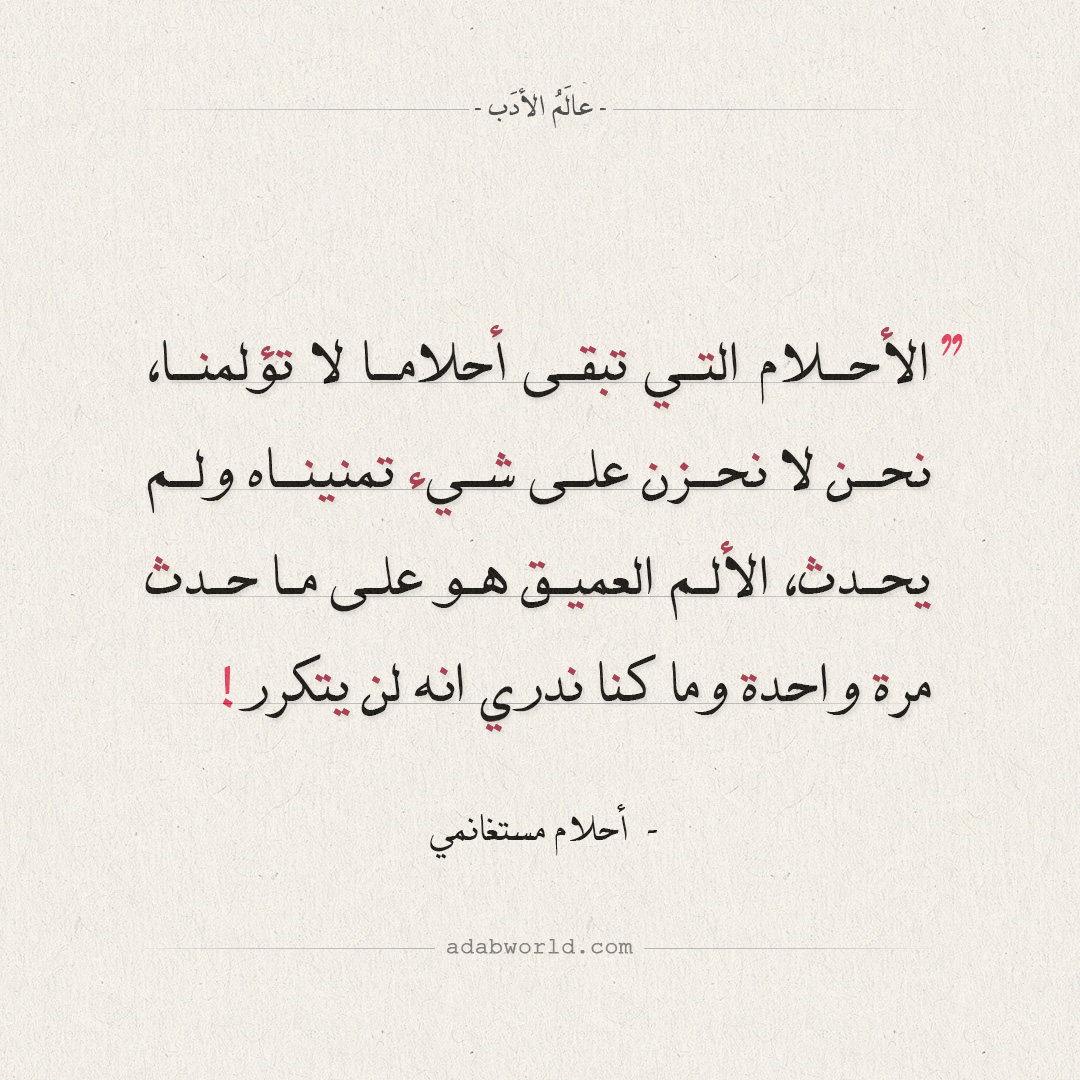 - عالَمُ الأدَب -
” الأحلام التي تبقى أحلاما لا تؤلمنا،
نحن لا نحزن على شيء تمنيناه ولم
يحدث، الألم العميق هو على ما حدث
مرة واحدة وما كنا ندري انه لن يتكرر !
- أحلام مستغانمي
adabworld.com